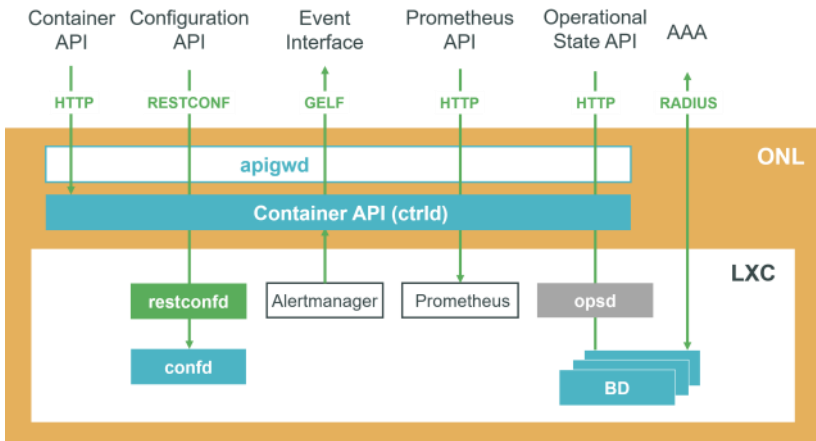 Container
API
Configuration
API
Event
Interface
Prometheus
API
Operational
State API
AAA
HTTP
RESTCONF
GELF
HTTP
HTTP
RADIUS
ONL
apigwd
Container API (ctrld)
LXC
restconfd
Alertmanager
Prometheus
opsd
confd
BD